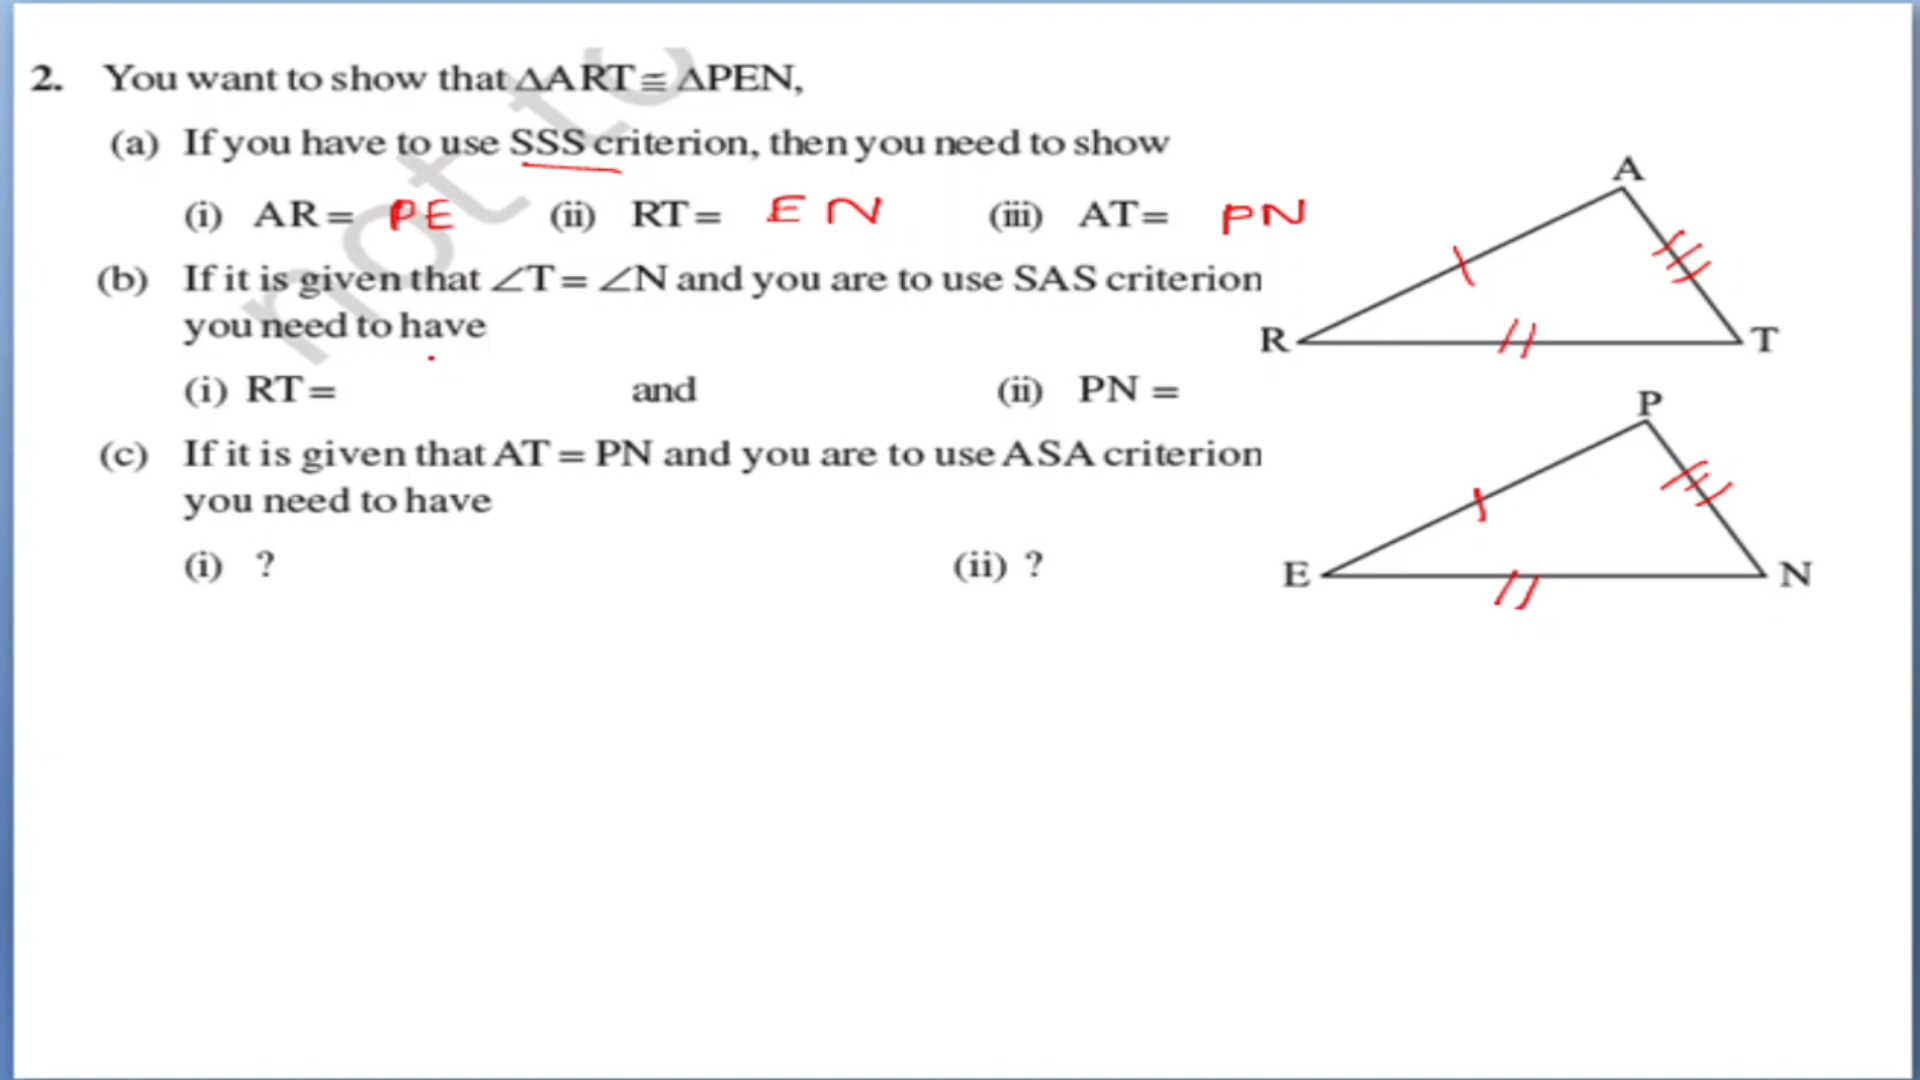 2. You want to show that ΔART ≅ ΔPEN,
(a) If you have to use SSS criterion, then you need to show
(i) AR = PE (ii) RT = EN (iii) AT = PN
(b) If it is given that ∠T = ∠N and you are to use SAS criterion
you need to have
(i) RT = and (ii) PN =
(c) If it is given that AT = PN and you are to use ASA criterion
you need to have
(i) ? (ii) ?
A
R T
P
E N
not to